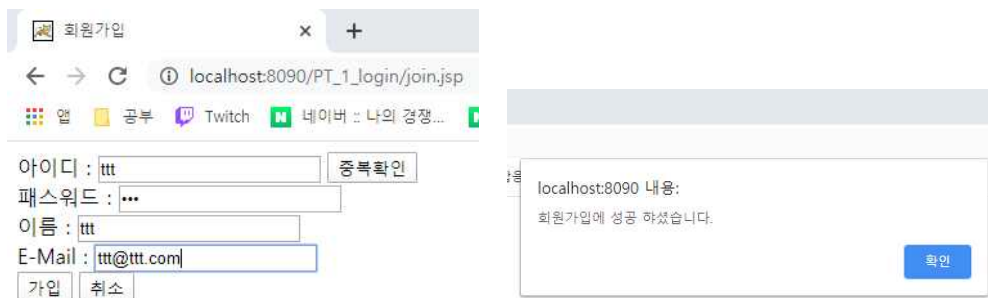 회원가입 × +
← → C ⓘ localhost:8090/PT_1_login/join.jsp
앱 공부 Twitch N 네이버 :: 나의 경쟁...
아이디 : ttt 중복확인
패스워드 : •••
이름 : ttt
E-Mail : ttt@ttt.com
가입 취소
localhost:8090 내용:
회원가입에 성공 햐셨습니다.
확인